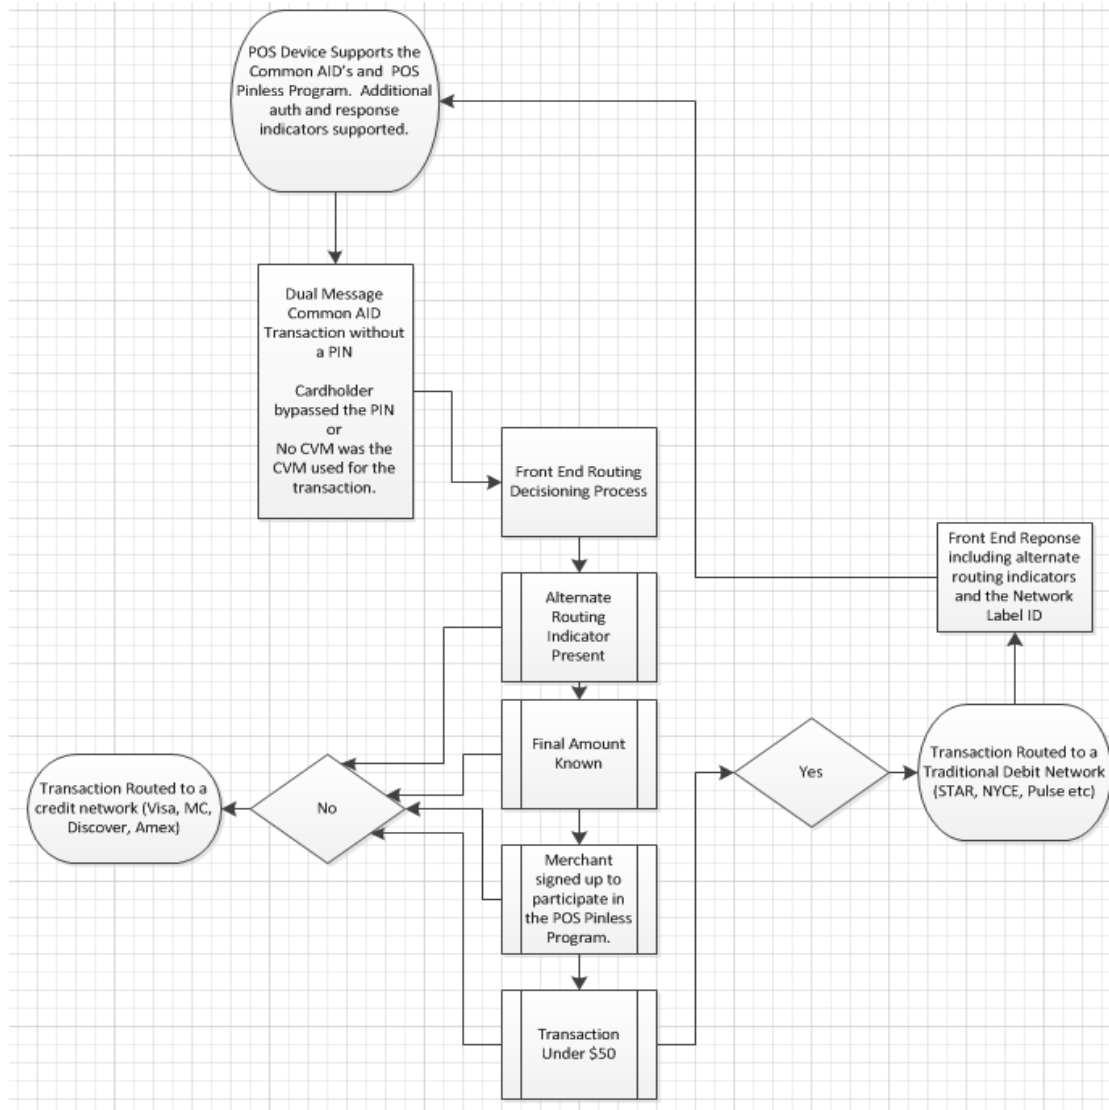 POS Device Supports the
Common AID's and POS
Pinless Program. Additional
auth and response
indicators supported.
Dual Message
Common AID
Transaction without
a PIN
Cardholder
bypassed the PIN
or
No CVM was the
CVM used for the
transaction.
Front End Routing
Decisioning Process
Front End Reponse
including alternate
routing indicators
and the Network
Label ID
Alternate
Routing
Indicator
Present
Final Amount
Known
Yes
Transaction Routed to a
Traditional Debit Network
(STAR, NYCE, Pulse etc)
Transaction Routed to a
credit network (Visa, MC,
Discover, Amex)
No
Merchant
signed up to
participate in
the POS Pinless
Program.
Transaction
Under $50